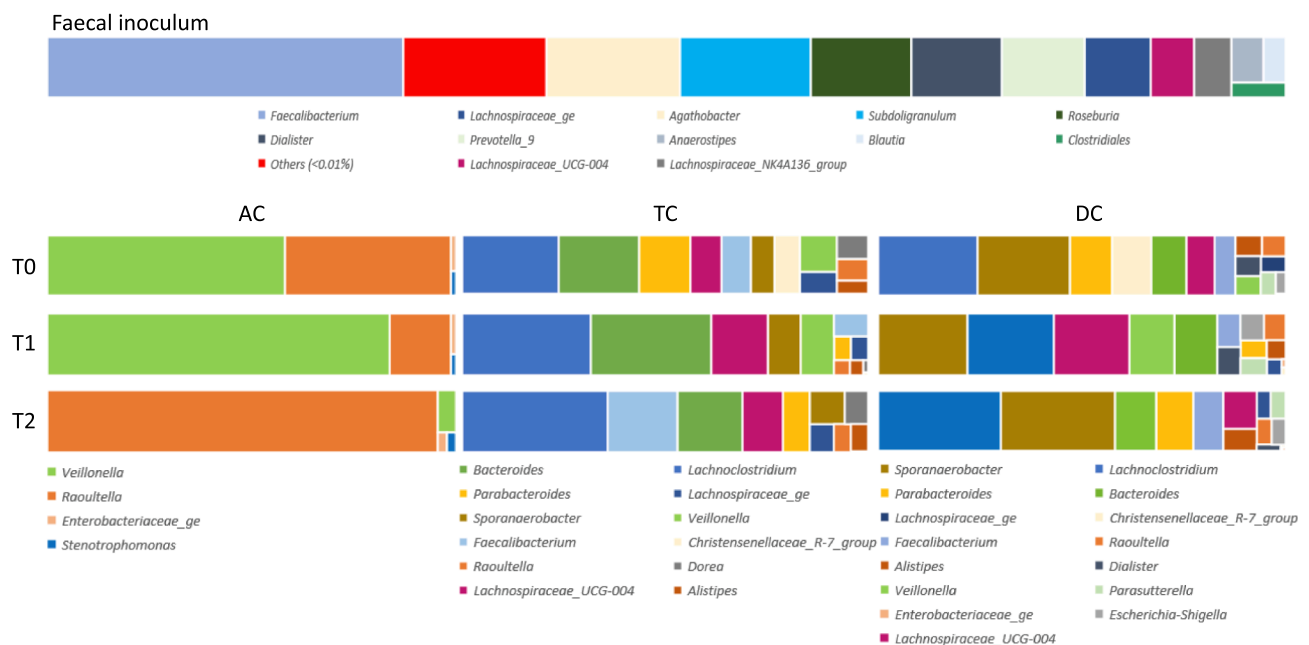 Faecal inoculum
Faecalibacterium Lachnospiraceae_ge Agathobacter Subdoligranulum Roseburia
Dialister Prevotella_9 Anaerostipes Blautia Clostridiales
Others (<0.01%) Lachnospiraceae_UCG-004 Lachnospiraceae_NK4A136_group
AC TC DC
T0
T1
T2
Veillonella
Raoultella
Enterobacteriaceae_ge
Stenotrophomonas
Bacteroides Lachnoclostridium
Parabacteroides Lachnospiraceae_ge
Sporanaerobacter Veillonella
Faecalibacterium Christensenellaceae_R-7_group
Raoultella Dorea
Lachnospiraceae_UCG-004 Alistipes
Sporanaerobacter Lachnoclostridium
Parabacteroides Bacteroides
Lachnospiraceae_ge Christensenellaceae_R-7_group
Faecalibacterium Raoultella
Alistipes Dialister
Veillonella Parasutterella
Enterobacteriaceae_ge Escherichia-Shigella
Lachnospiraceae_UCG-004